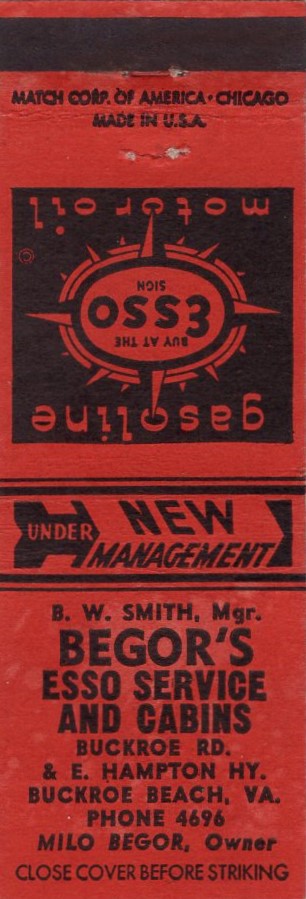 MATCH CORP. OF AMERICA • CHICAGO
MADE IN U.S.A.
gasoline
BUY AT THE
ESSO
SIGN
motor oil
©
UNDER NEW
MANAGEMENT
B. W. SMITH, Mgr.
BEGOR'S
ESSO SERVICE
AND CABINS
BUCKROE RD.
& E. HAMPTON HY.
BUCKROE BEACH, VA.
PHONE 4696
MILO BEGOR, Owner
CLOSE COVER BEFORE STRIKING